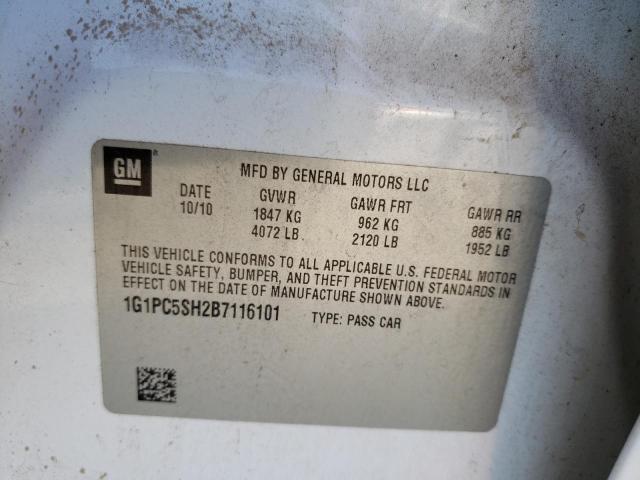 GM®
MFD BY GENERAL MOTORS LLC
DATE GVWR GAWR FRT GAWR RR
10/10 1847 KG 962 KG 885 KG
4072 LB 2120 LB 1952 LB
THIS VEHICLE CONFORMS TO ALL APPLICABLE U.S. FEDERAL MOTOR
VEHICLE SAFETY, BUMPER, AND THEFT PREVENTION STANDARDS IN
EFFECT ON THE DATE OF MANUFACTURE SHOWN ABOVE.
1G1PC5SH2B7116101 TYPE: PASS CAR